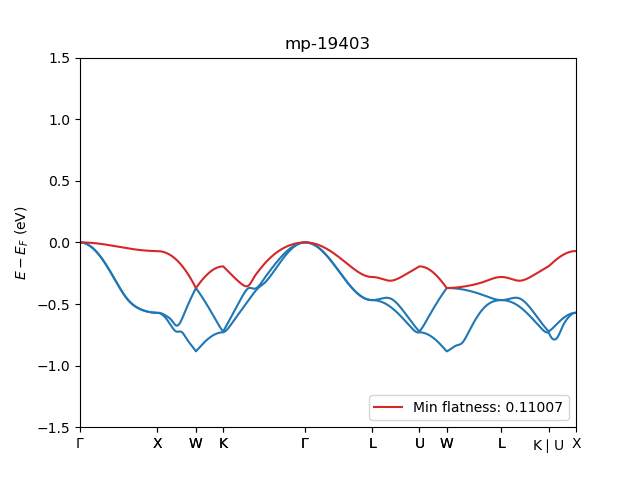 mp-19403
E − E_F (eV)
1.5
1.0
0.5
0.0
−0.5
−1.0
−1.5
Min flatness: 0.11007
Γ X W K Γ L U W L K | U X